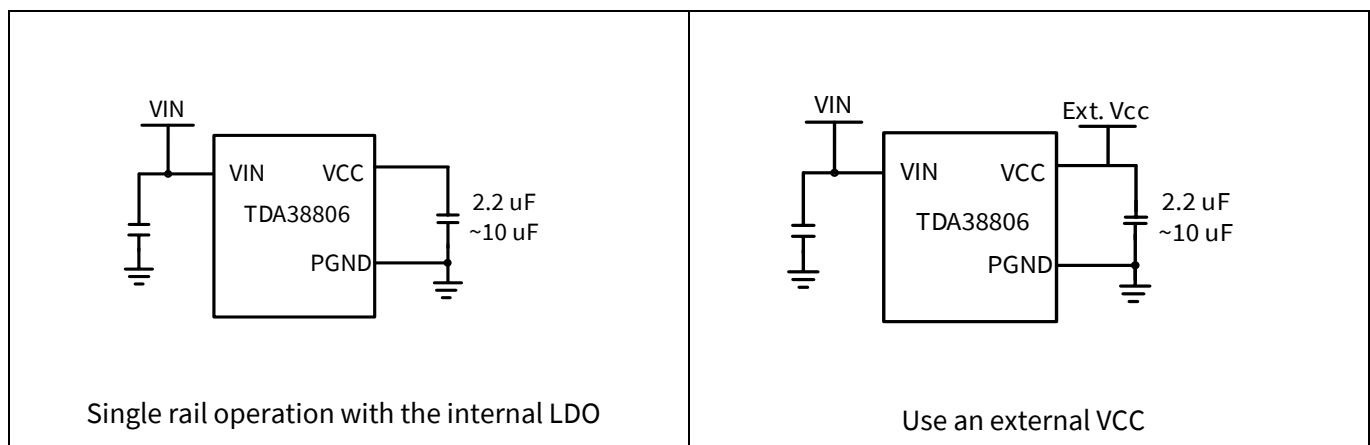 VIN
VIN VCC
TDA38806
2.2 uF
~10 uF
PGND
Single rail operation with the internal LDO
VIN
Ext. Vcc
VIN VCC
TDA38806
2.2 uF
~10 uF
PGND
Use an external VCC